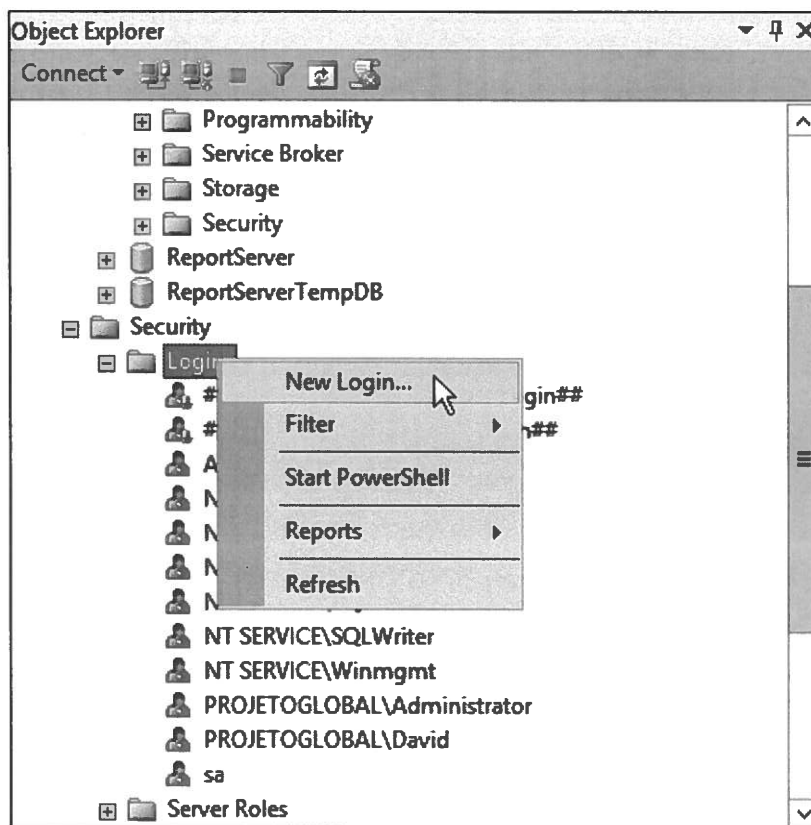 Object Explorer
Connect
Programmability
Service Broker
Storage
Security
ReportServer
ReportServerTempDB
Security
Login
New Login...
gin##
Filter
##
Start PowerShell
Reports
Refresh
NT SERVICE\SQLWriter
NT SERVICE\Winmgmt
PROJETOGLOBAL\Administrator
PROJETOGLOBAL\David
sa
Server Roles